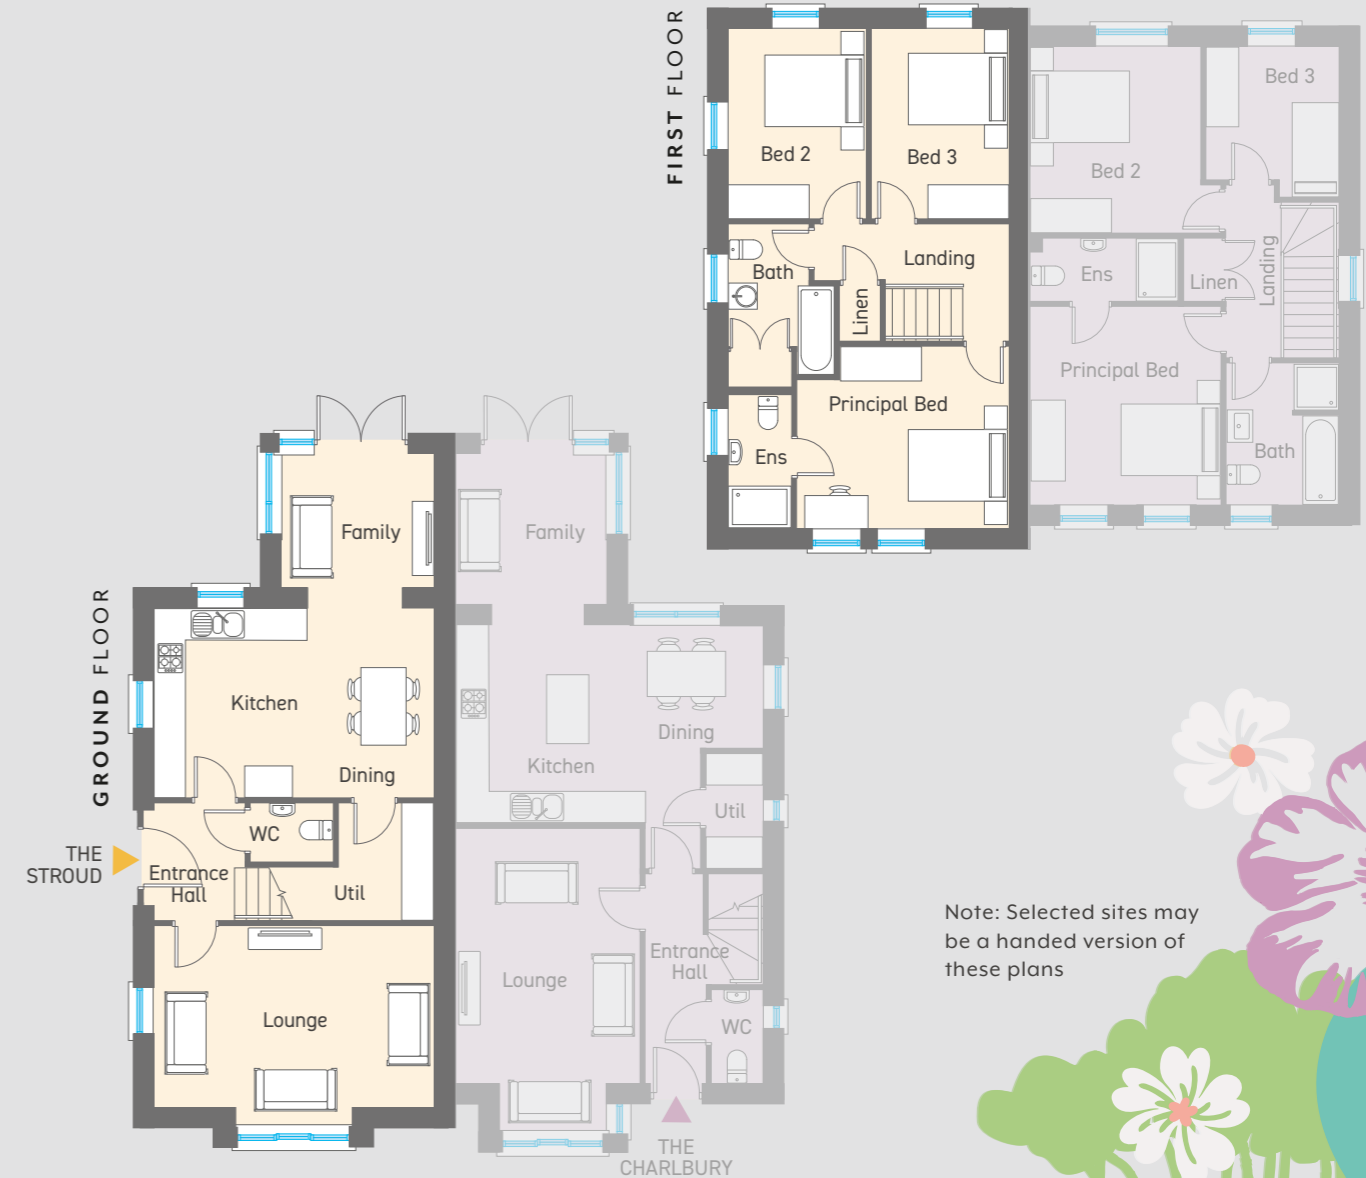 FIRST FLOOR
Bed 2
Bed 3
Bath
Landing
Linen
Principal Bed
Ens
Bed 3
Bed 2
Ens
Linen
Landing
Principal Bed
Bath
GROUND FLOOR
Family
Kitchen
Dining
WC
THE
STROUD
Entrance
Hall
Util
Lounge
Family
Dining
Kitchen
Util
Entrance
Hall
Lounge
WC
THE
CHARLBURY
Note: Selected sites may
be a handed version of
these plans